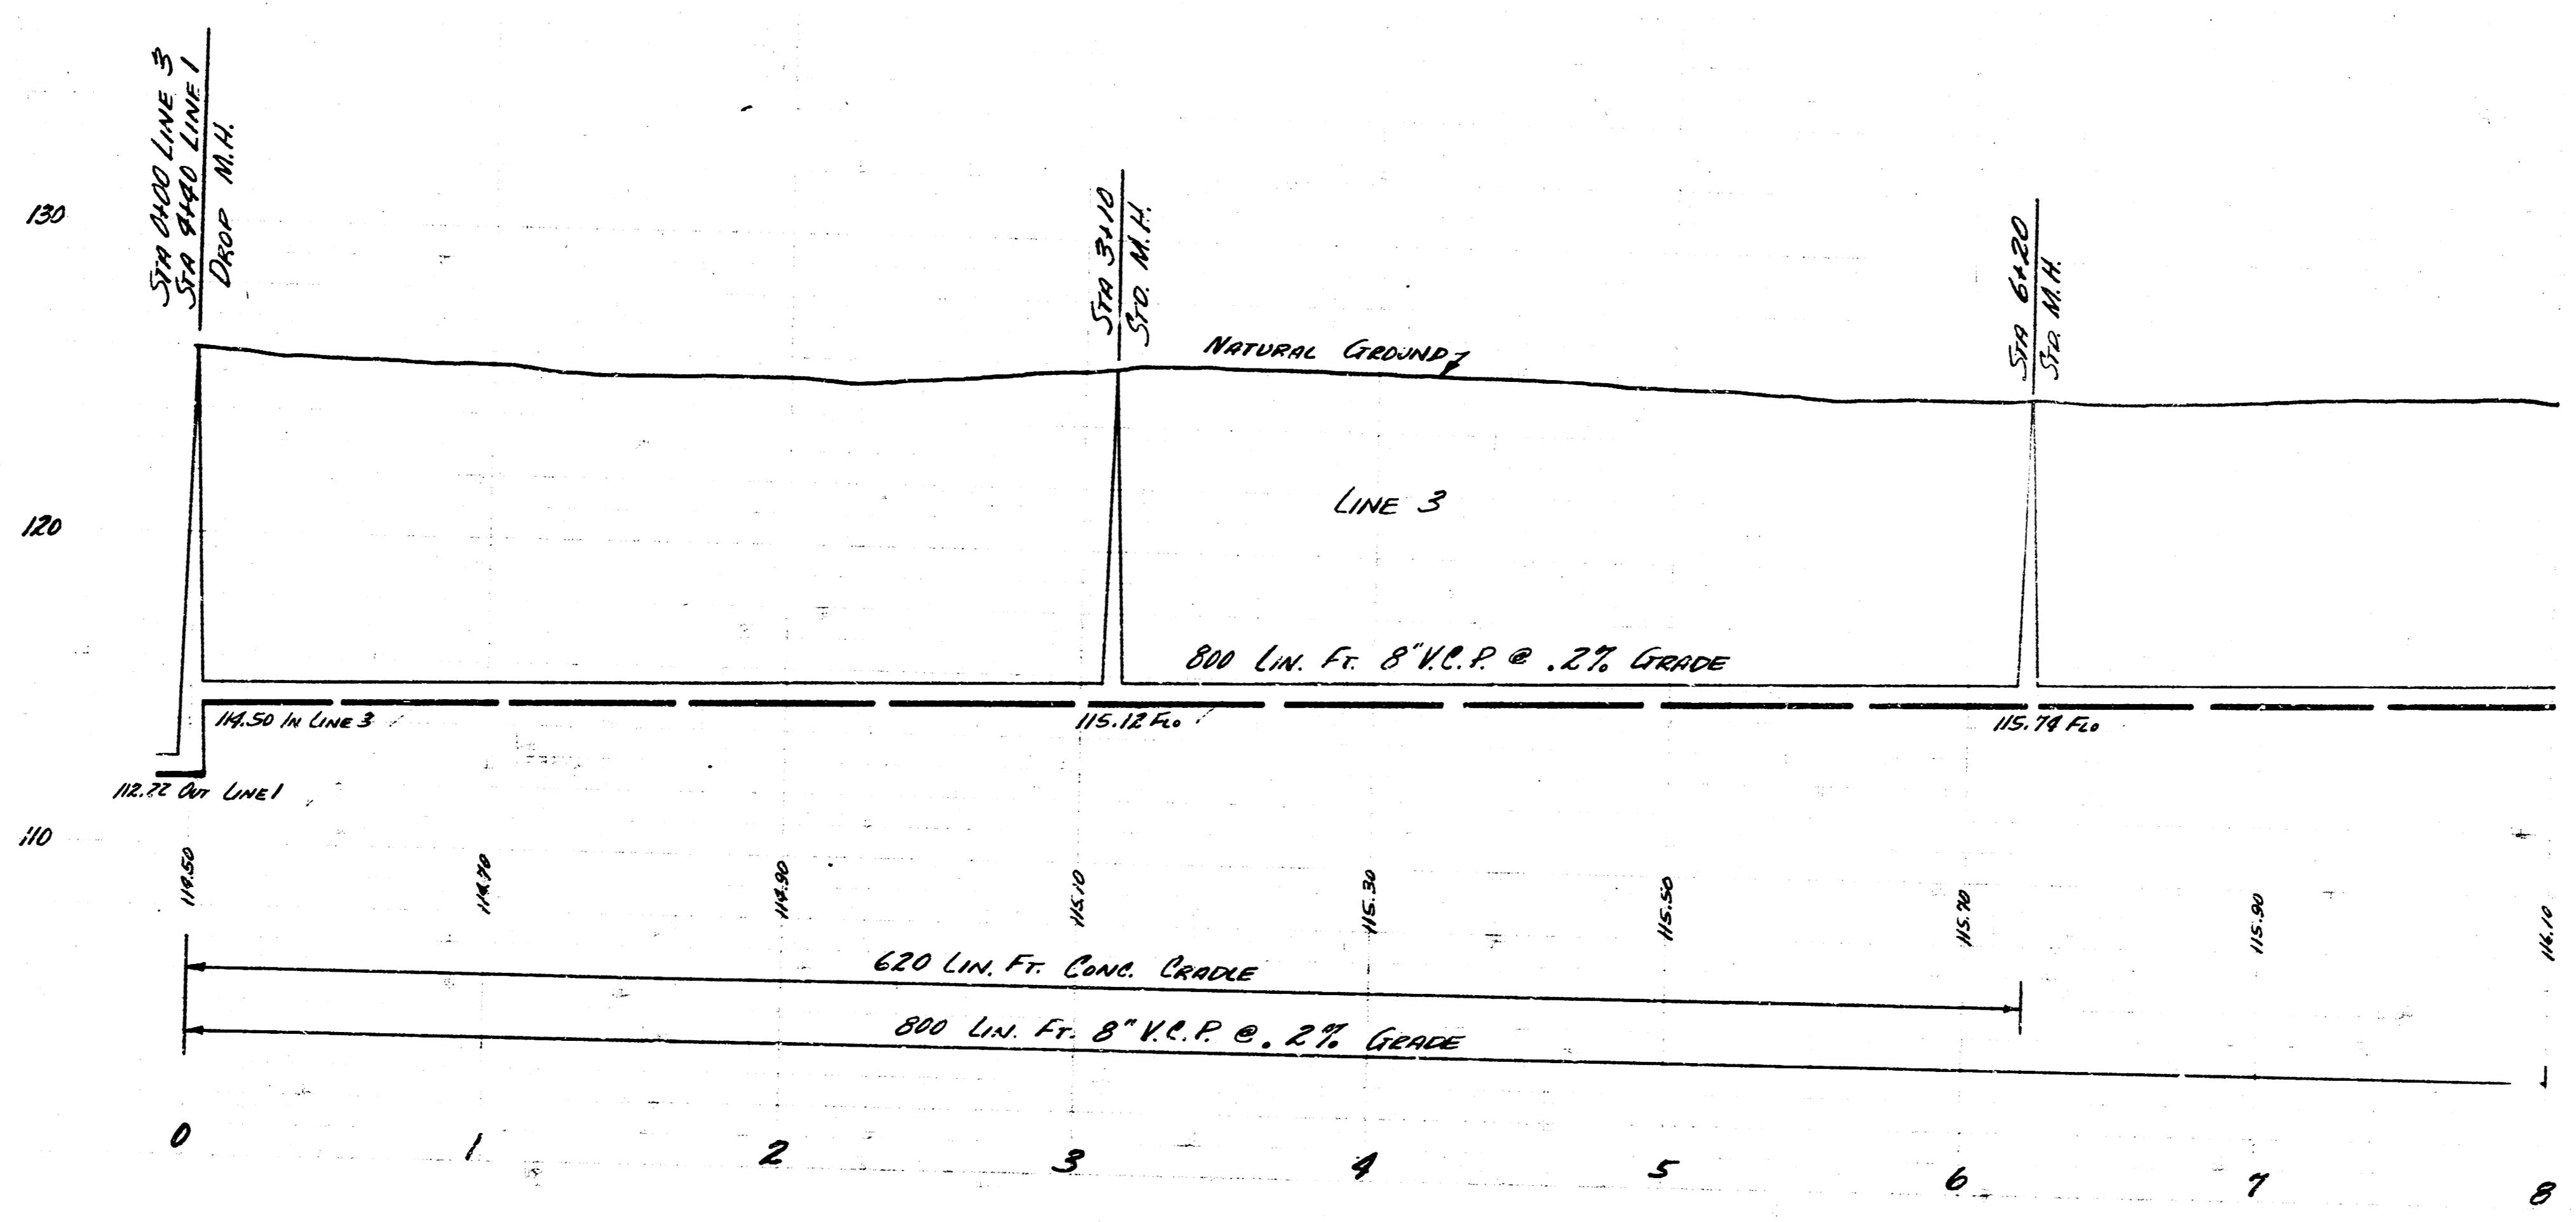 STA 0+00 LINE 3
STA 9+40 LINE 1
DROP M.H.
STA 3+10
STD. M.H.
STA 6+20
STD. M.H.
130
NATURAL GROUND
120
LINE 3
800 LIN. FT. 8" V.C.P. @ .2% GRADE
114.50 IN LINE 3
115.12 FLO
115.74 FLO
112.22 OUT LINE 1
110
114.50
114.70
114.90
115.10
115.30
115.50
115.70
115.90
116.10
620 LIN. FT. CONC. CRADLE
800 LIN. FT. 8" V.C.P. @ .2% GRADE
0
1
2
3
4
5
6
7
8